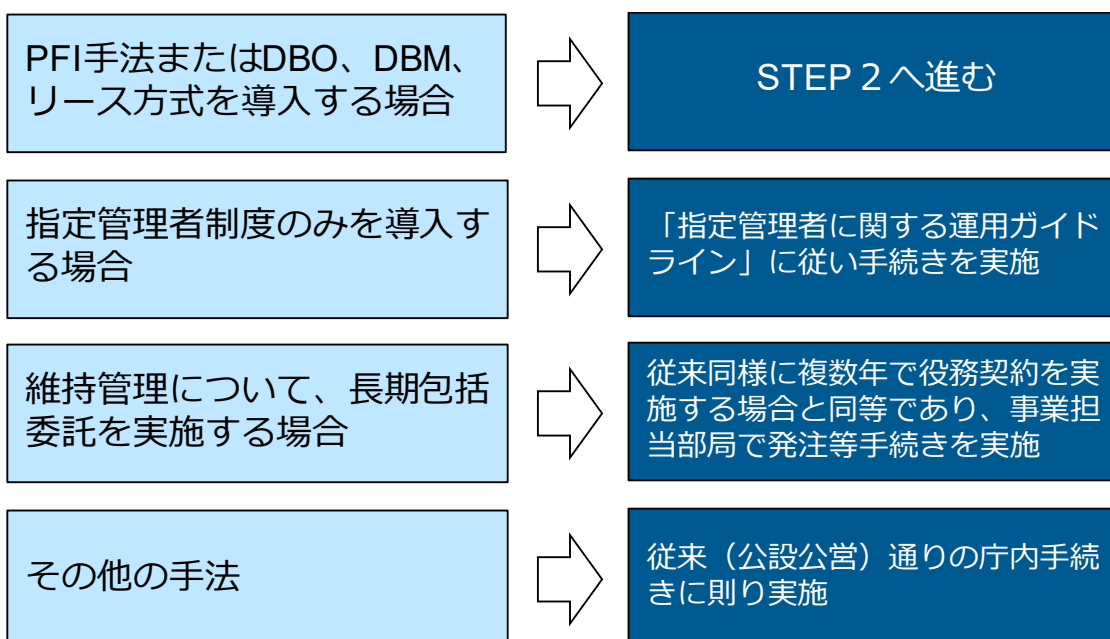 PFI手法またはDBO、DBM、
リース方式を導入する場合
STEP２へ進む
指定管理者制度のみを導入す
る場合
「指定管理者に関する運用ガイド
ライン」に従い手続きを実施
維持管理について、長期包括
委託を実施する場合
従来同様に複数年で役務契約を実
施する場合と同等であり、事業担
当部局で発注等手続きを実施
その他の手法
従来（公設公営）通りの庁内手続
きに則り実施